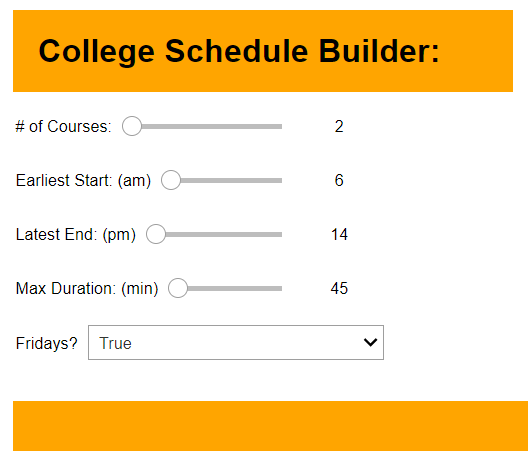 College Schedule Builder:
# of Courses: 2
Earliest Start: (am) 6
Latest End: (pm) 14
Max Duration: (min) 45
Fridays? True